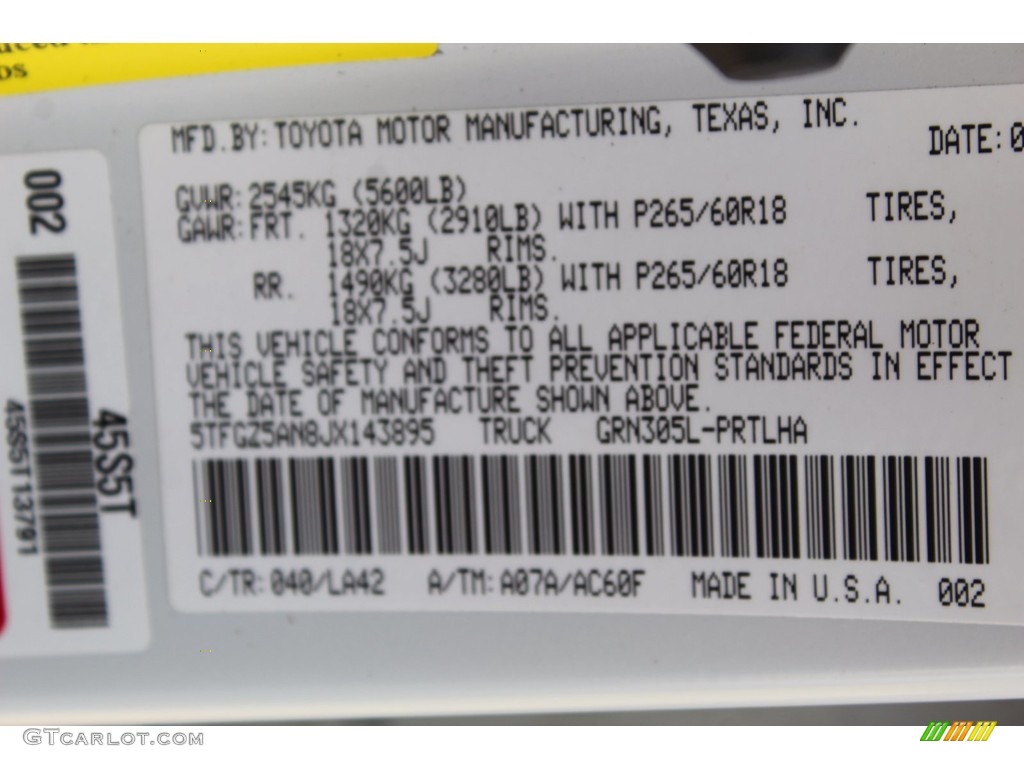 DS
MFD.BY: TOYOTA MOTOR MANUFACTURING, TEXAS, INC.
DATE: 0
GVWR: 2545KG (5600LB)
GAWR: FRT. 1320KG (2910LB) WITH P265/60R18 TIRES,
18X7.5J RIMS.
RR. 1490KG (3280LB) WITH P265/60R18 TIRES,
18X7.5J RIMS.
THIS VEHICLE CONFORMS TO ALL APPLICABLE FEDERAL MOTOR
VEHICLE SAFETY AND THEFT PREVENTION STANDARDS IN EFFECT
THE DATE OF MANUFACTURE SHOWN ABOVE.
5TFGZ5AN8JX143895 TRUCK GRN305L-PRTLHA
C/TR: 040/LA42 A/TM: A07A/AC60F MADE IN U.S.A. 002
002
45S5T
45S5T13791
GTCARLOT.COM